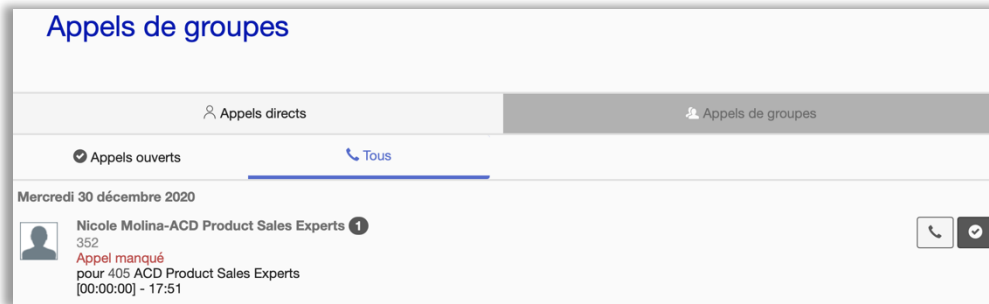 Appels de groupes
Appels directs
Appels de groupes
Appels ouverts
Tous
Mercredi 30 décembre 2020
Nicole Molina-ACD Product Sales Experts 1
352
Appel manqué
pour 405 ACD Product Sales Experts
[00:00:00] - 17:51